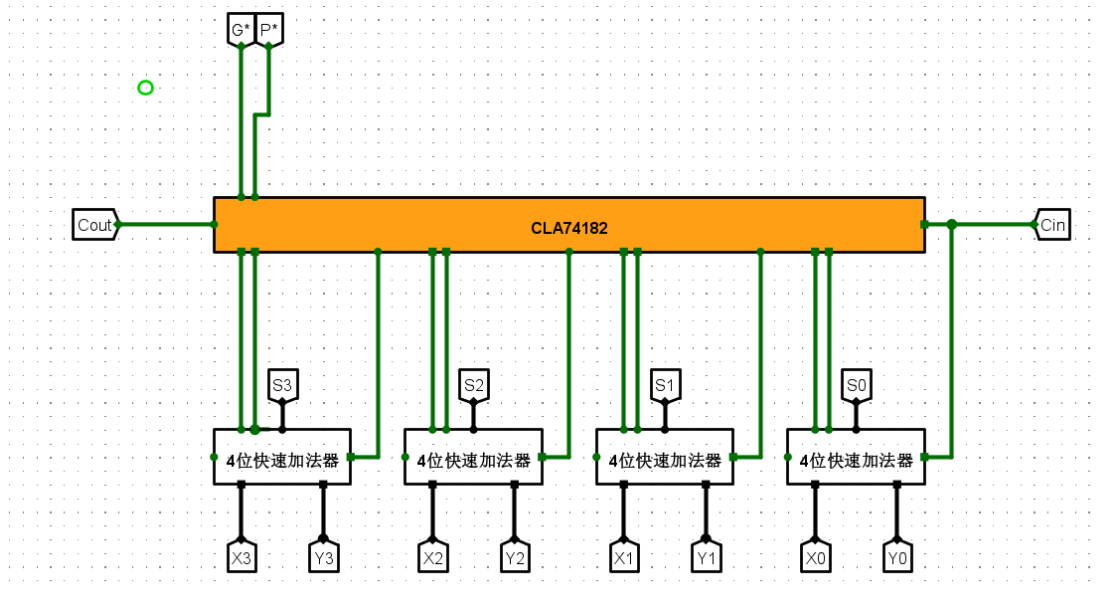 G* P*
Cout CLA74182 Cin
S3 S2 S1 S0
4位快速加法器 4位快速加法器 4位快速加法器 4位快速加法器
X3 Y3 X2 Y2 X1 Y1 X0 Y0